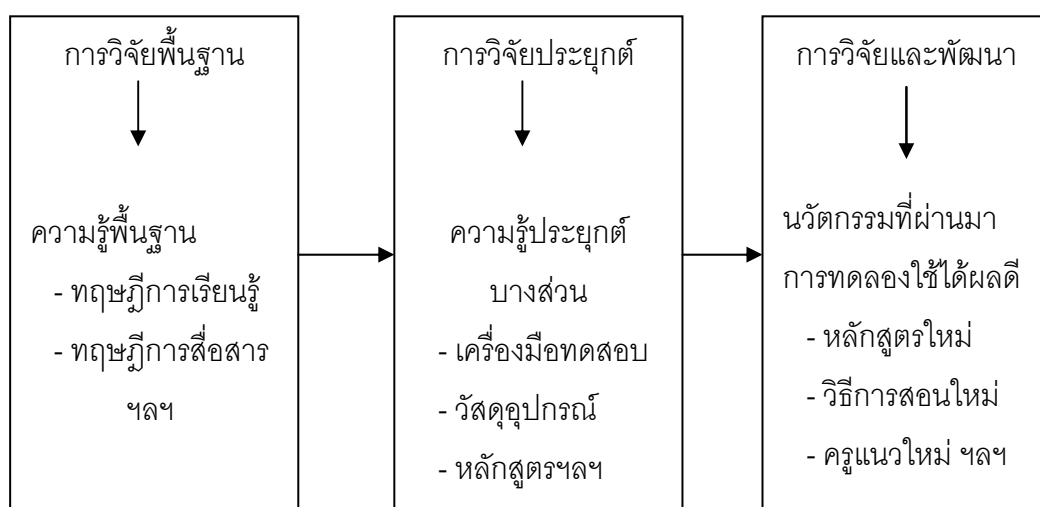 การวิจัยพื้นฐาน
ความรู้พื้นฐาน
- ทฤษฎีการเรียนรู้
- ทฤษฎีการสื่อสาร
ฯลฯ
การวิจัยประยุกต์
ความรู้ประยุกต์
บางส่วน
- เครื่องมือทดสอบ
- วัสดุอุปกรณ์
- หลักสูตรฯลฯ
การวิจัยและพัฒนา
นวัตกรรมที่ผ่านมา
การทดลองใช้ได้ผลดี
- หลักสูตรใหม่
- วิธีการสอนใหม่
- ครูแนวใหม่ ฯลฯ